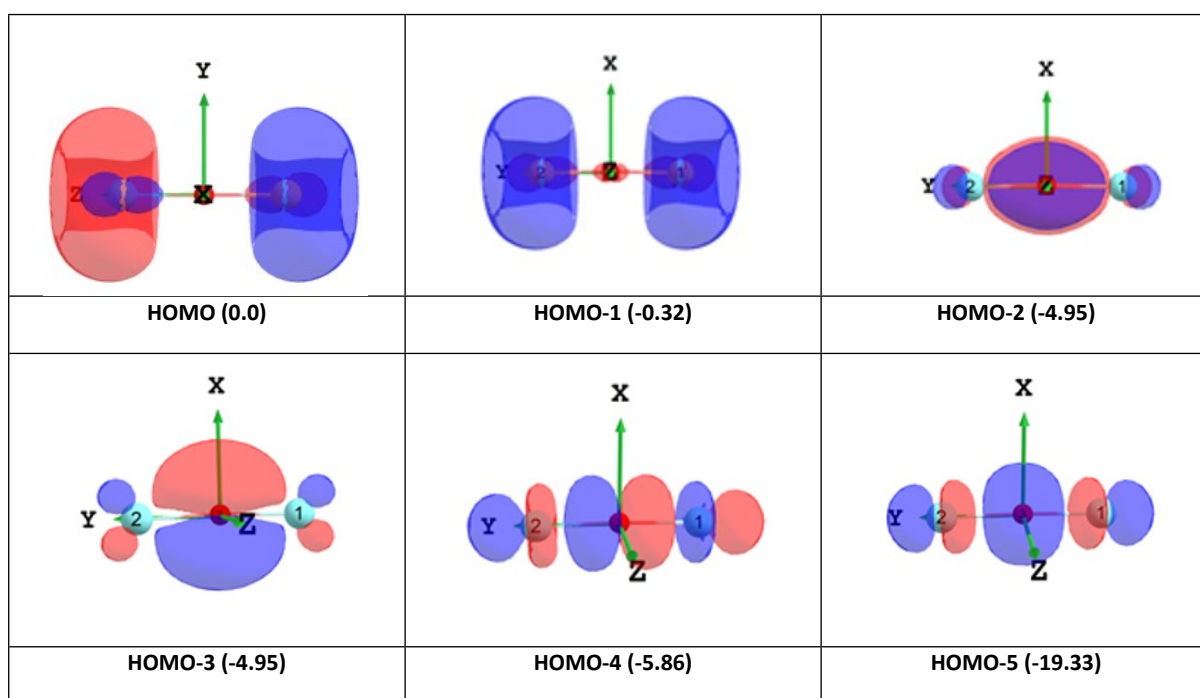 Y
Z X
HOMO (0.0)
X
Y 2 Z 1
HOMO-1 (-0.32)
X
Y 2 Z 1
HOMO-2 (-4.95)
X
Y 2 Z 1
HOMO-3 (-4.95)
X
Y 2 1
Z
HOMO-4 (-5.86)
X
Y 2 1
Z
HOMO-5 (-19.33)